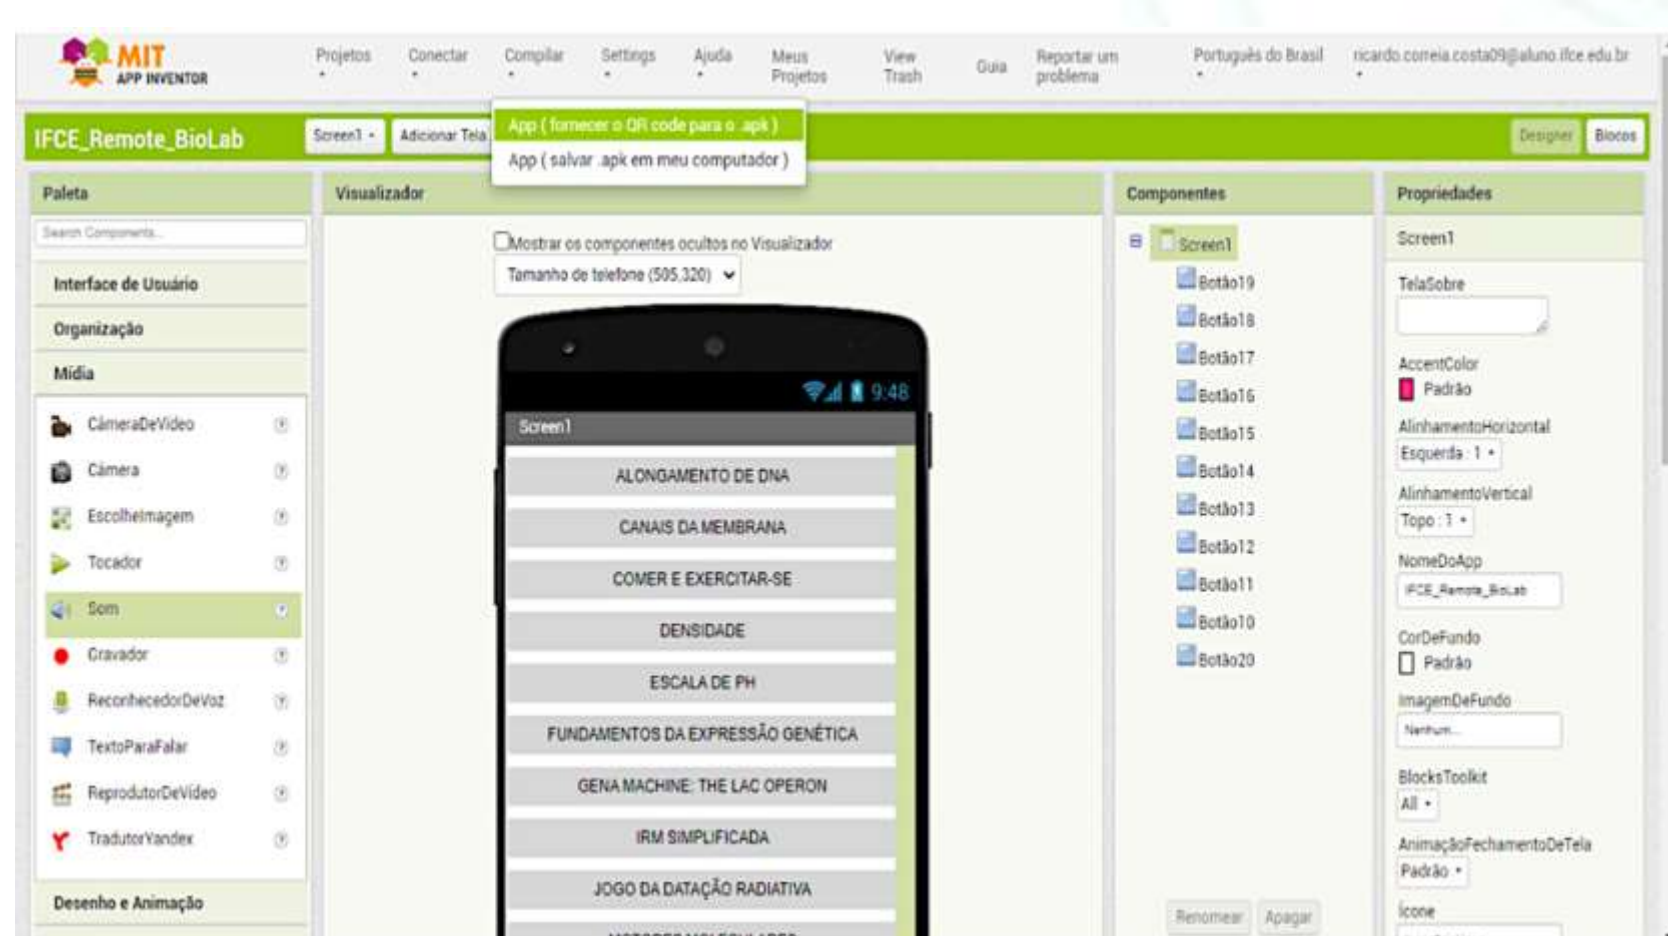 MIT
APP INVENTOR
Projetos
Conectar
Compilar
Settings
Ajuda
Meus
Projetos
View
Trash
Guia
Reportar um
problema
Português do Brasil
ricardo.correia.costa09@aluno.ifce.edu.br
IFCE_Remote_BioLab
Screen1
Adicionar Tela
App ( fornecer o QR code para o .apk )
App ( salvar .apk em meu computador )
Designer
Blocos
Paleta
Search Components...
Interface de Usuário
Organização
Mídia
CâmeraDeVídeo
Câmera
EscolheImagem
Tocador
Som
Gravador
ReconhecedorDeVoz
TextoParaFalar
ReprodutorDeVídeo
TradutorYandex
Desenho e Animação
Visualizador
Mostrar os componentes ocultos no Visualizador
Tamanho de telefone (505,320)
9:48
Screen1
ALONGAMENTO DE DNA
CANAIS DA MEMBRANA
COMER E EXERCITAR-SE
DENSIDADE
ESCALA DE PH
FUNDAMENTOS DA EXPRESSÃO GENÉTICA
GENA MACHINE: THE LAC OPERON
IRM SIMPLIFICADA
JOGO DA DATAÇÃO RADIATIVA
Componentes
Screen1
Botão19
Botão18
Botão17
Botão16
Botão15
Botão14
Botão13
Botão12
Botão11
Botão10
Botão20
Renomear Apagar
Propriedades
Screen1
TelaSobre
AccentColor
Padrão
AlinhamentoHorizontal
Esquerda : 1
AlinhamentoVertical
Topo : 1
NomeDoApp
IFCE_Remote_BioLab
CorDeFundo
Padrão
ImagemDeFundo
Nenhum...
BlocksToolkit
All
AnimaçãoFechamentoDeTela
Padrão
Ícone